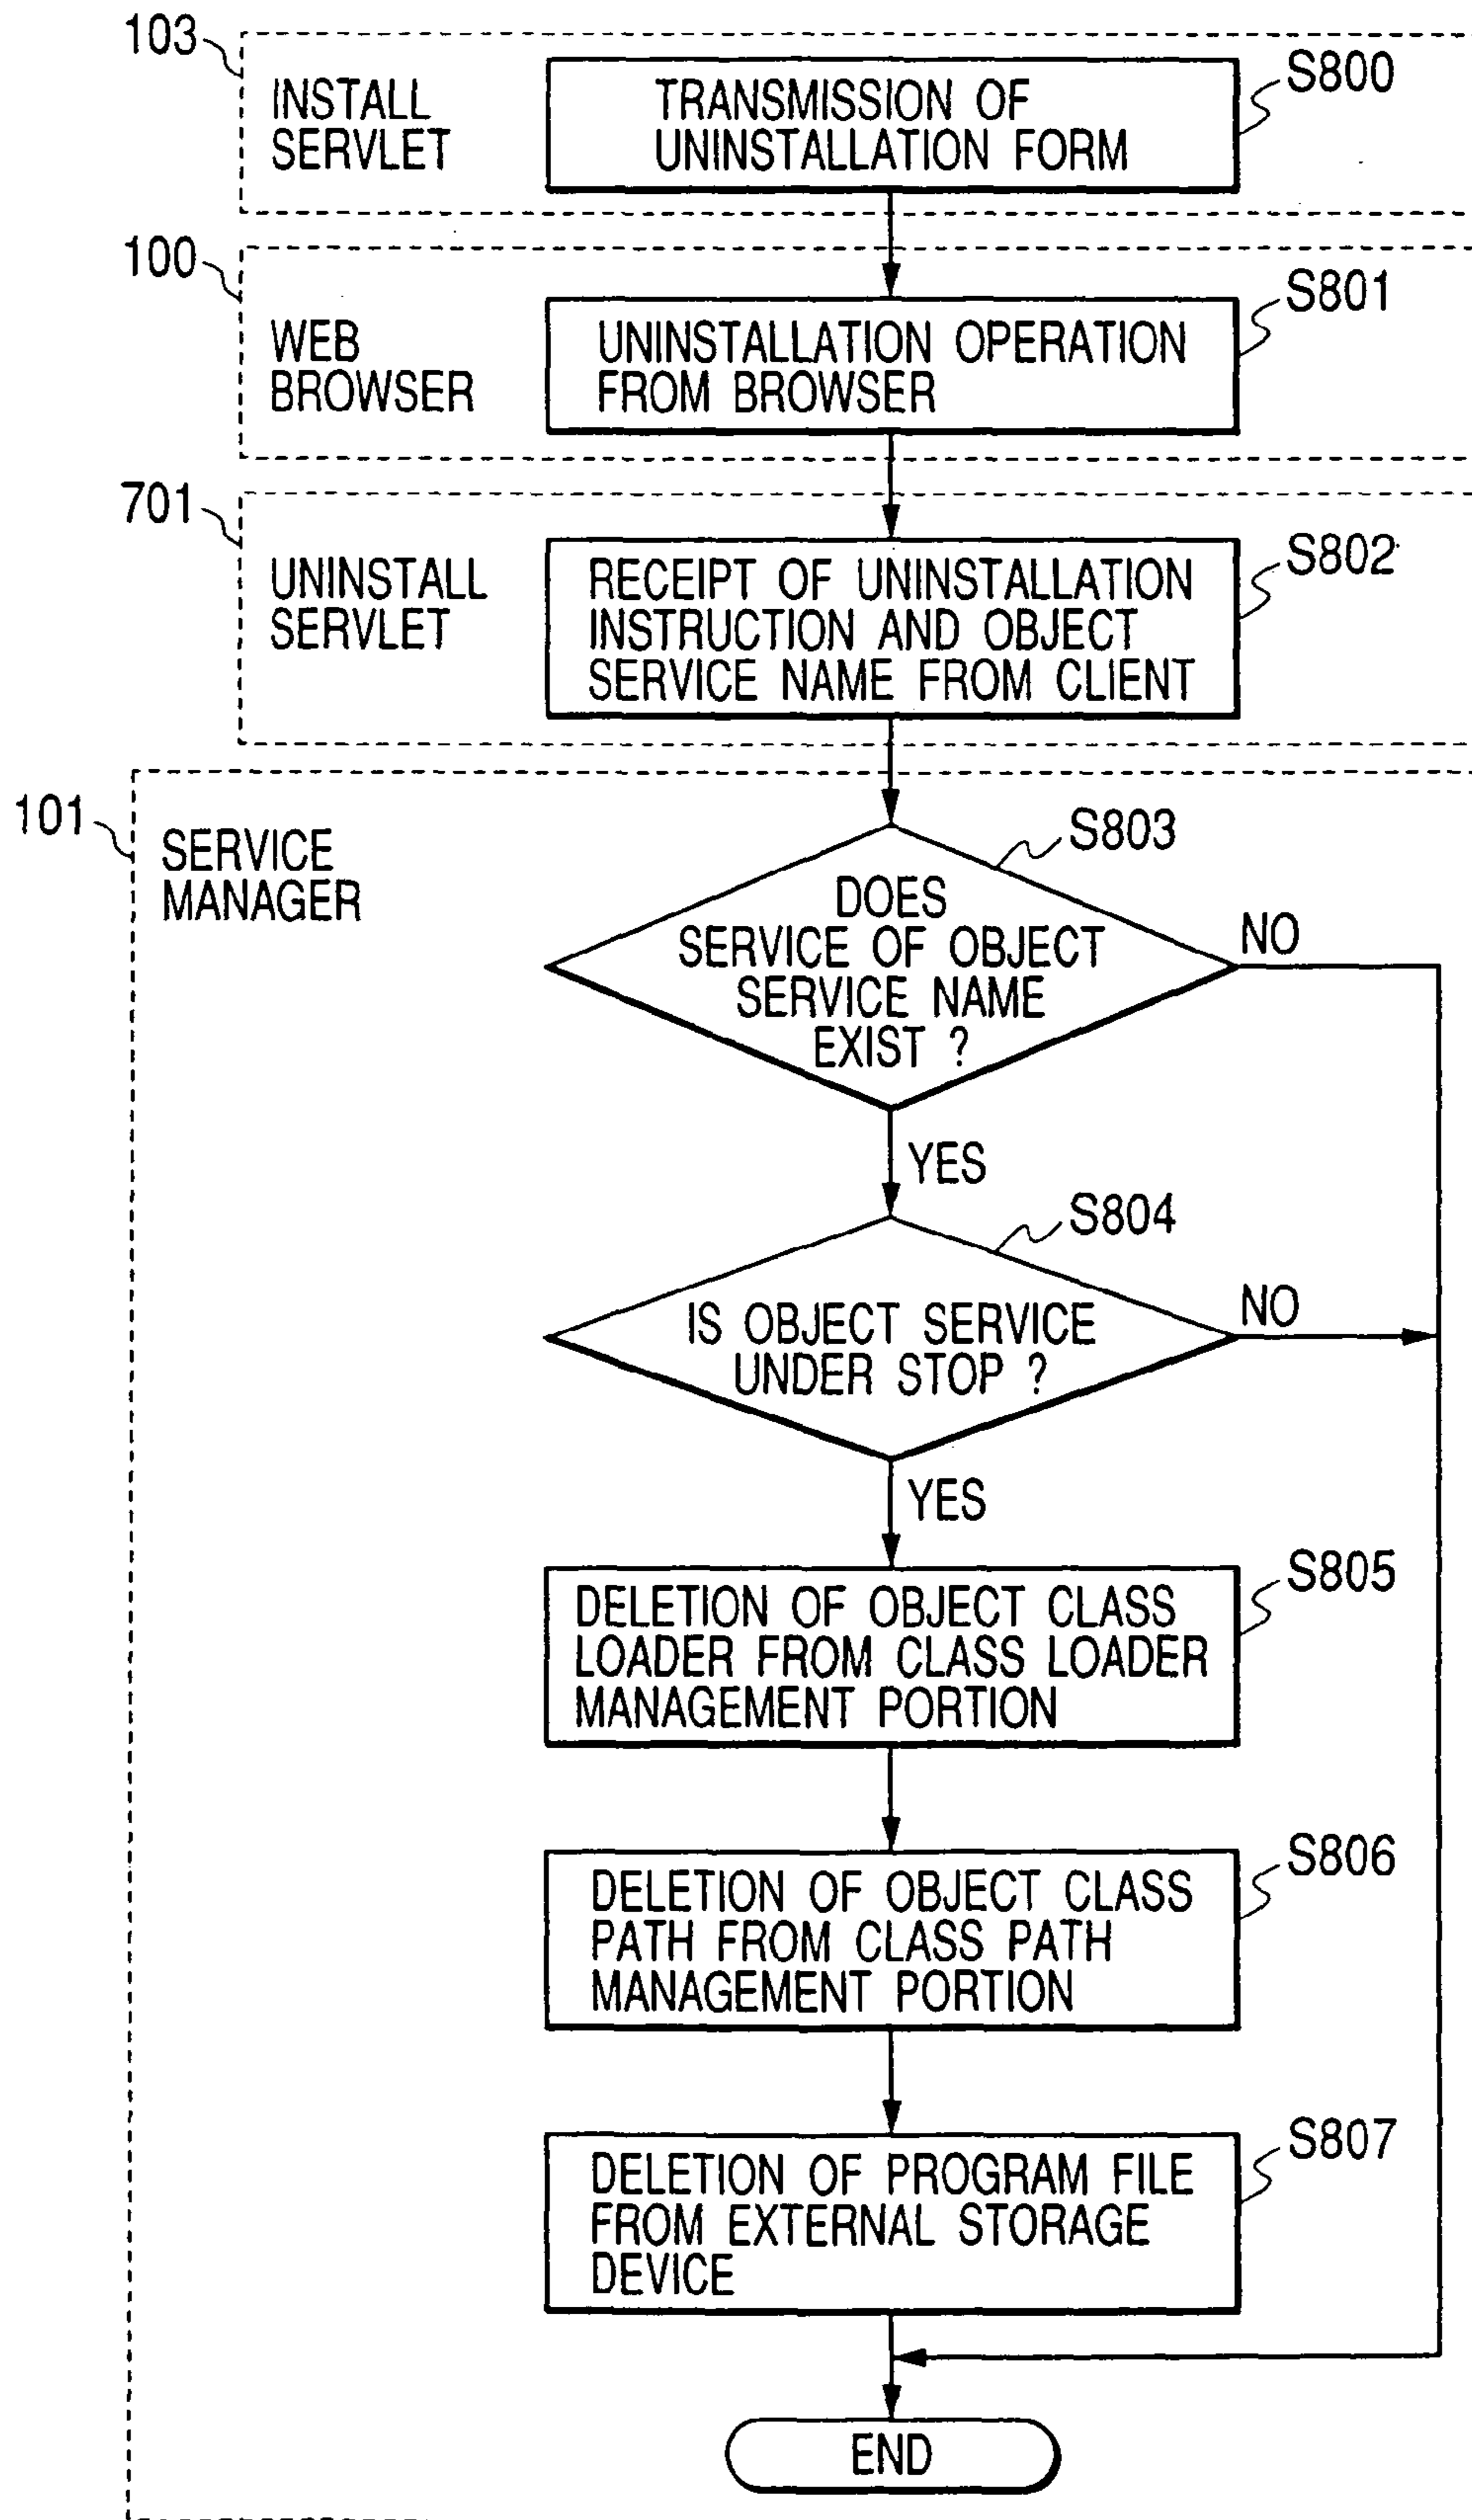 103
INSTALL
SERVLET
TRANSMISSION OF
UNINSTALLATION FORM
S800
100
WEB
BROWSER
UNINSTALLATION OPERATION
FROM BROWSER
S801
701
UNINSTALL
SERVLET
RECEIPT OF UNINSTALLATION
INSTRUCTION AND OBJECT
SERVICE NAME FROM CLIENT
S802
101
SERVICE
MANAGER
S803
DOES
SERVICE OF OBJECT
SERVICE NAME
EXIST ?
NO
YES
S804
IS OBJECT SERVICE
UNDER STOP ?
NO
YES
S805
DELETION OF OBJECT CLASS
LOADER FROM CLASS LOADER
MANAGEMENT PORTION
S806
DELETION OF OBJECT CLASS
PATH FROM CLASS PATH
MANAGEMENT PORTION
S807
DELETION OF PROGRAM FILE
FROM EXTERNAL STORAGE
DEVICE
END